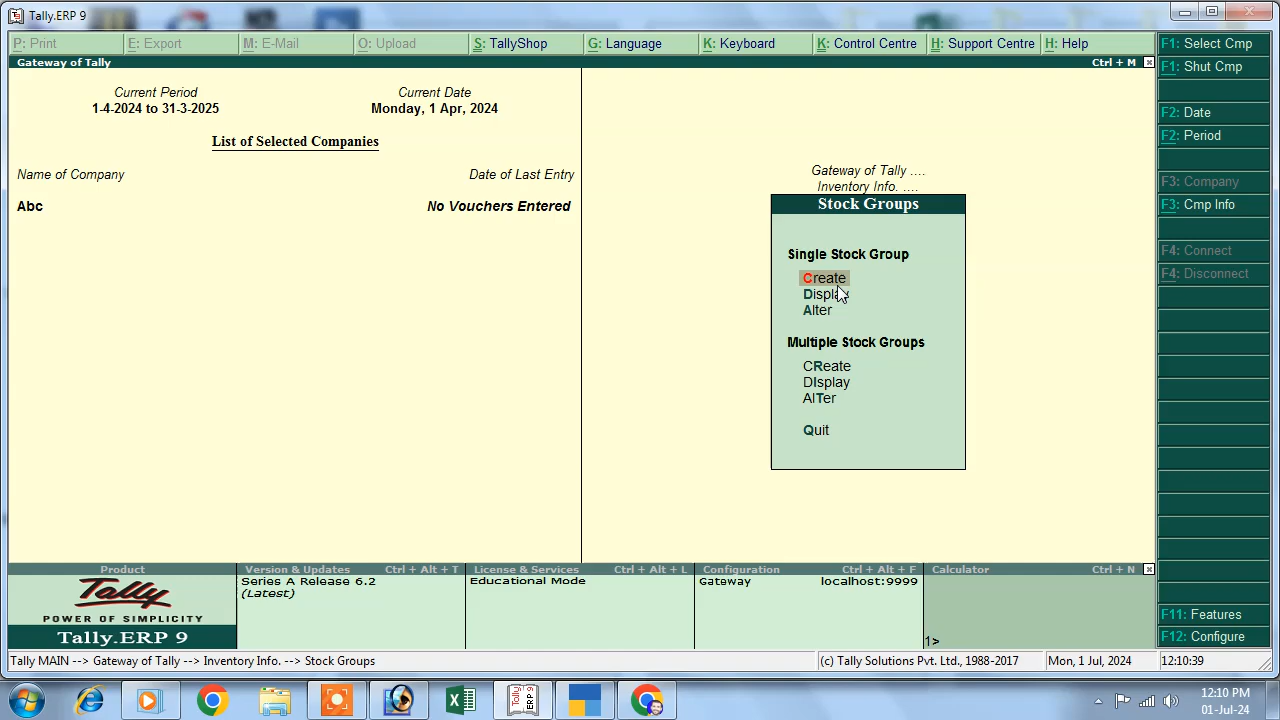 Tally.ERP 9
P: Print
E: Export
M: E-Mail
O: Upload
S: TallyShop
G: Language
K: Keyboard
K: Control Centre
H: Support Centre
H: Help
Gateway of Tally
Ctrl + M
Current Period
1-4-2024 to 31-3-2025
Current Date
Monday, 1 Apr, 2024
List of Selected Companies
Name of Company
Date of Last Entry
Abc
No Vouchers Entered
Gateway of Tally ....
Inventory Info. ....
Stock Groups
Single Stock Group
Create
Display
Alter
Multiple Stock Groups
CReate
DIsplay
AlTer
Quit
F1: Select Cmp
F1: Shut Cmp
F2: Date
F2: Period
F3: Company
F3: Cmp Info
F4: Connect
F4: Disconnect
F11: Features
F12: Configure
Product
Tally
POWER OF SIMPLICITY
Tally.ERP 9
Version & Updates Ctrl + Alt + T
Series A Release 6.2
(Latest)
License & Services Ctrl + Alt + L
Educational Mode
Configuration Ctrl + Alt + F
Gateway localhost:9999
Calculator Ctrl + N
1>
Tally MAIN --> Gateway of Tally --> Inventory Info. --> Stock Groups
(c) Tally Solutions Pvt. Ltd., 1988-2017
Mon, 1 Jul, 2024
12:10:39
Tally
ERP 9
12:10 PM
01-Jul-24